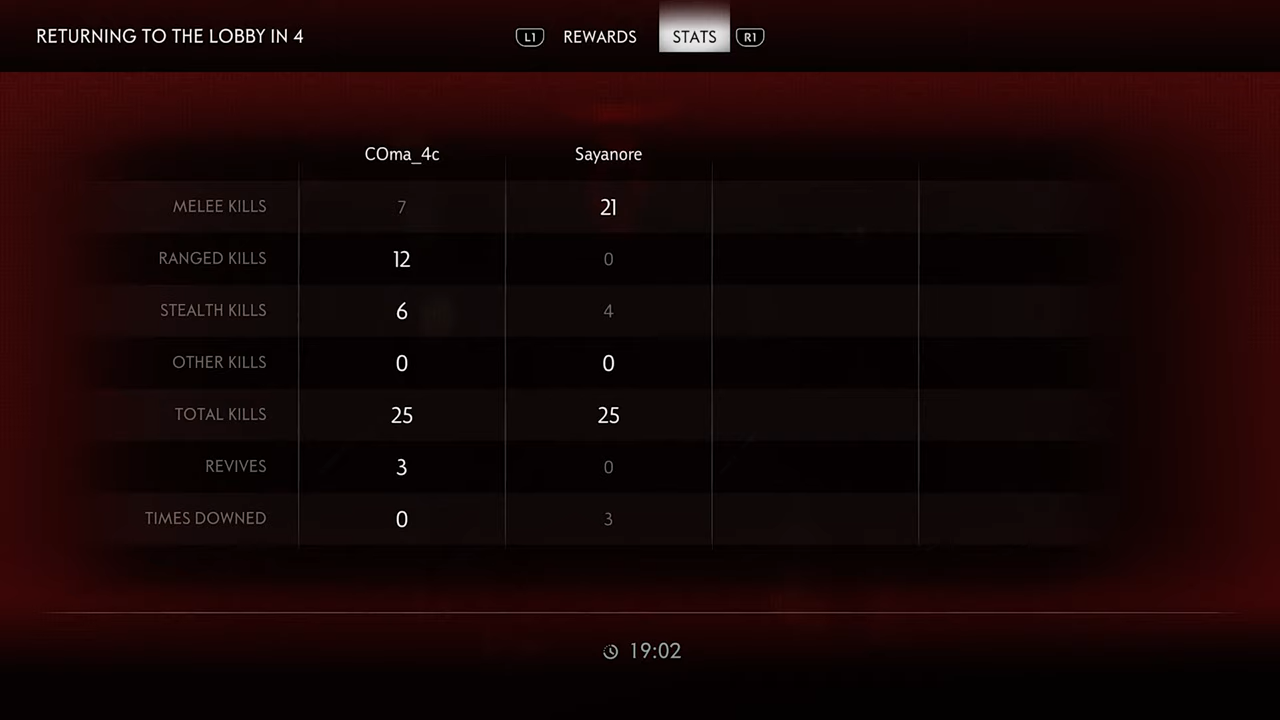 RETURNING TO THE LOBBY IN 4
L1 REWARDS STATS R1
COma_4c Sayanore
MELEE KILLS 7 21
RANGED KILLS 12 0
STEALTH KILLS 6 4
OTHER KILLS 0 0
TOTAL KILLS 25 25
REVIVES 3 0
TIMES DOWNED 0 3
19:02